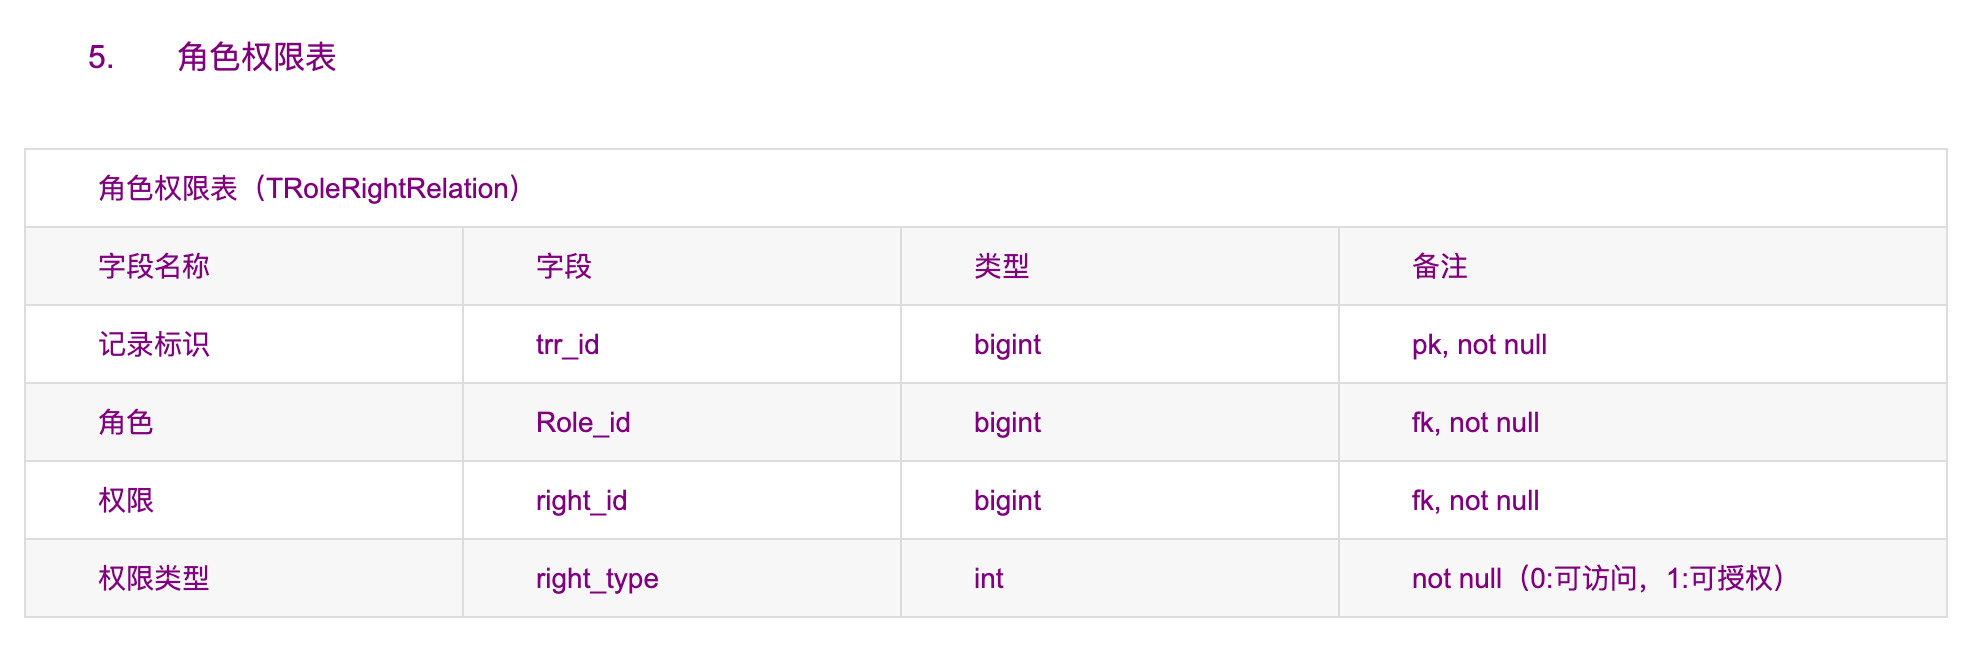 5. 角色权限表
角色权限表（TRoleRightRelation）
字段名称 字段 类型 备注
记录标识 trr_id bigint pk, not null
角色 Role_id bigint fk, not null
权限 right_id bigint fk, not null
权限类型 right_type int not null（0:可访问，1:可授权）